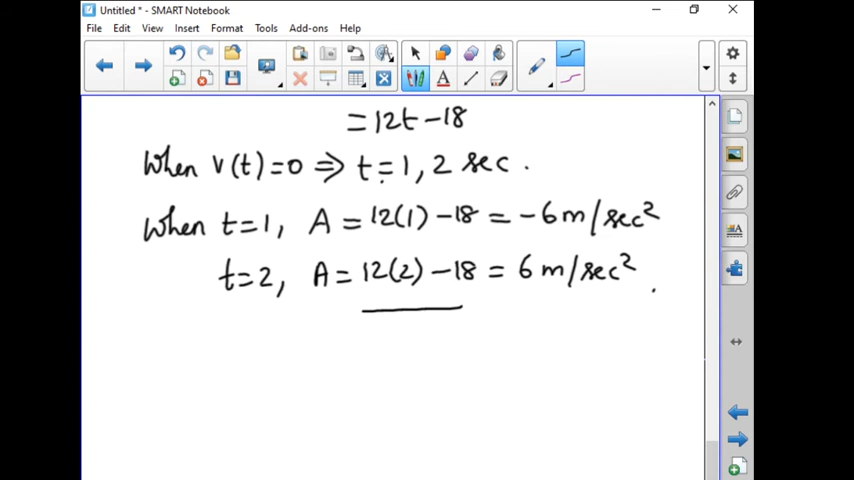 Untitled * - SMART Notebook
File Edit View Insert Format Tools Add-ons Help
= 12t - 18
When v(t) = 0 ⇒ t = 1, 2 sec.
When t = 1, A = 12(1) - 18 = -6 m/sec²
t = 2, A = 12(2) - 18 = 6 m/sec².